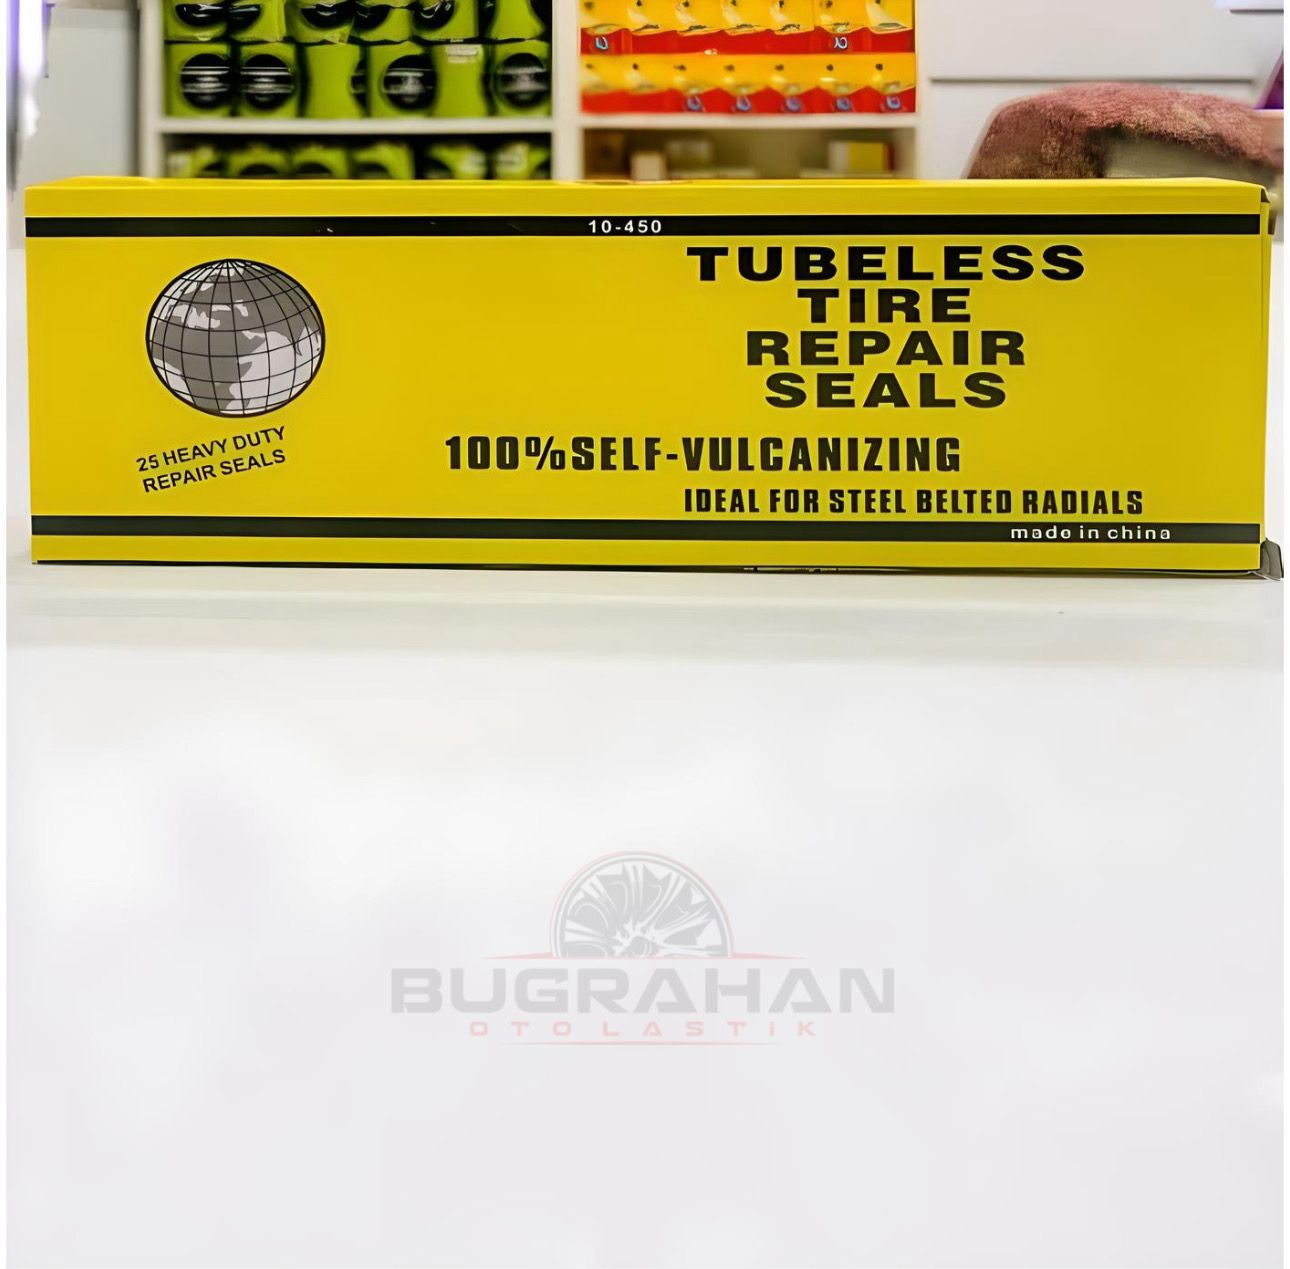 10-450
TUBELESS
TIRE
REPAIR
SEALS
25 HEAVY DUTY
REPAIR SEALS
100%SELF-VULCANIZING
IDEAL FOR STEEL BELTED RADIALS
made in china
BUGRAHAN
OTOLASTİK